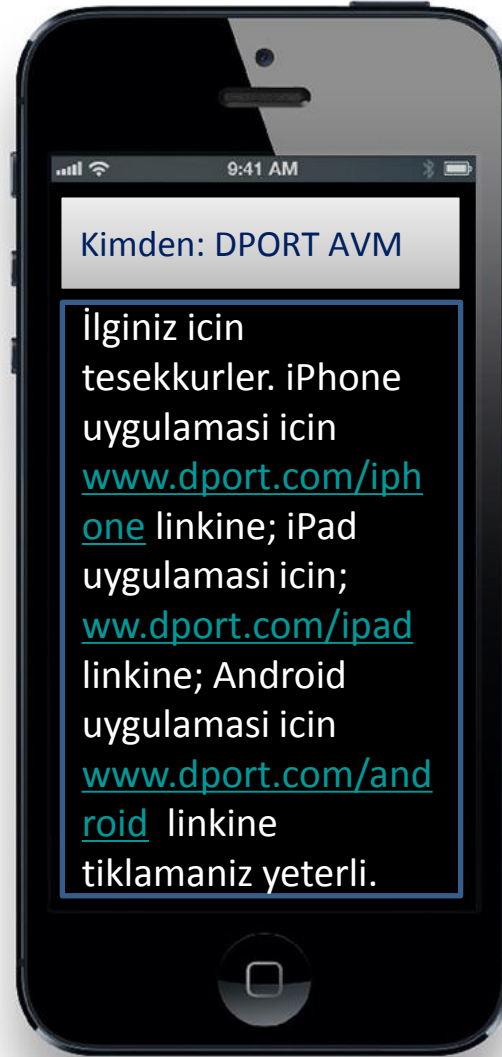 9:41 AM
Kimden: DPORT AVM
İlginiz icin
tesekkurler. iPhone
uygulamasi icin
www.dport.com/iph
one linkine; iPad
uygulamasi icin;
ww.dport.com/ipad
linkine; Android
uygulamasi icin
www.dport.com/and
roid linkine
tiklamaniz yeterli.